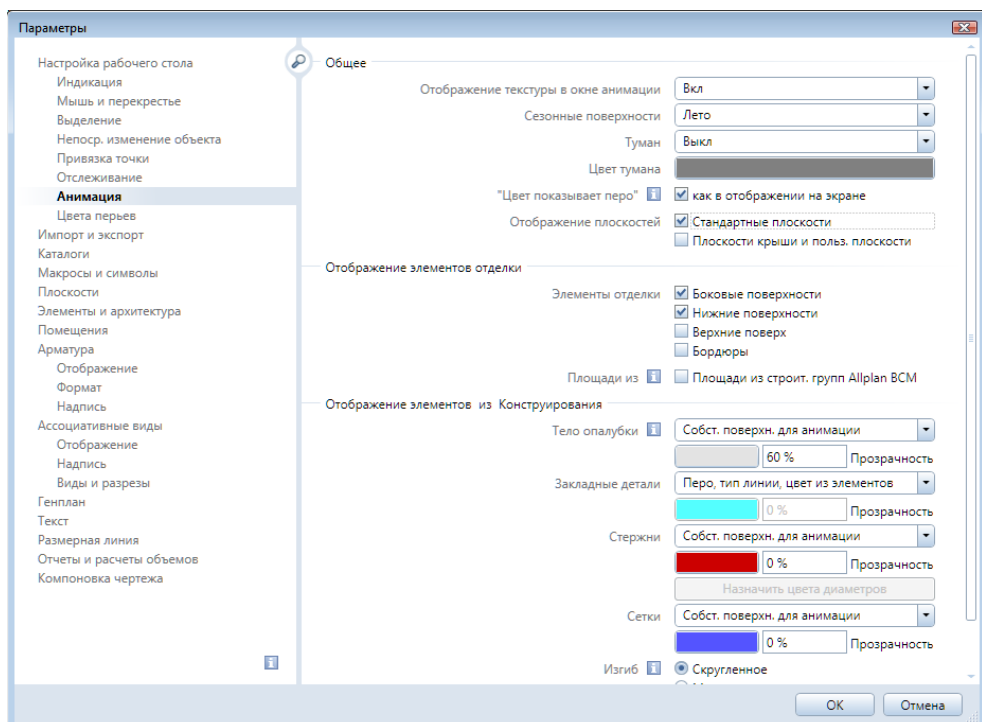 Параметры
Настройка рабочего стола
Индикация
Мышь и перекрестье
Выделение
Непоср. изменение объекта
Привязка точки
Отслеживание
Анимация
Цвета перьев
Импорт и экспорт
Каталоги
Макросы и символы
Плоскости
Элементы и архитектура
Помещения
Арматура
Отображение
Формат
Надпись
Ассоциативные виды
Отображение
Надпись
Виды и разрезы
Генплан
Текст
Размерная линия
Отчеты и расчеты объемов
Компоновка чертежа
Общее
Отображение текстуры в окне анимации Вкл
Сезонные поверхности Лето
Туман Выкл
Цвет тумана
"Цвет показывает перо" как в отображении на экране
Отображение плоскостей Стандартные плоскости
Плоскости крыши и польз. плоскости
Отображение элементов отделки
Элементы отделки Боковые поверхности
Нижние поверхности
Верхние поверх
Бордюры
Площади из Площади из строит. групп Allplan BCM
Отображение элементов из Конструирования
Тело опалубки Собст. поверхн. для анимации
60 % Прозрачность
Закладные детали Перо, тип линии, цвет из элементов
0 % Прозрачность
Стержни Собст. поверхн. для анимации
0 % Прозрачность
Назначить цвета диаметров
Сетки Собст. поверхн. для анимации
0 % Прозрачность
Изгиб Скругленное
ОК Отмена